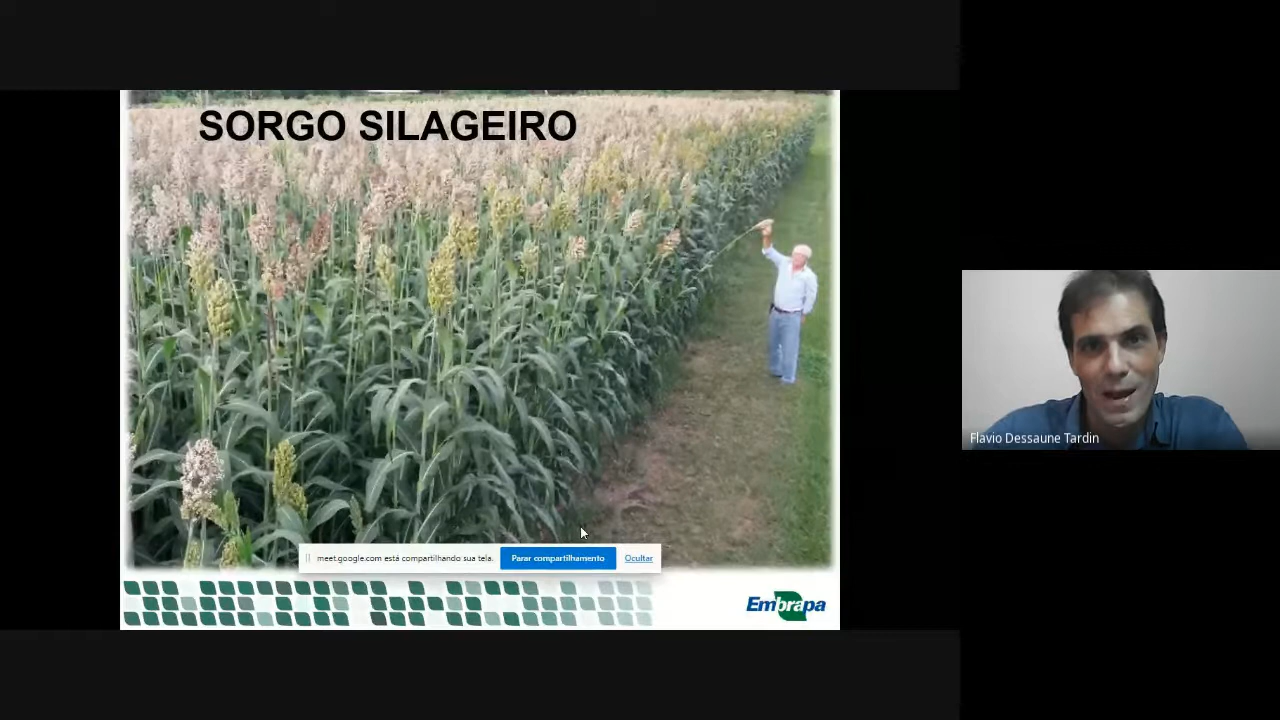 SORGO SILAGEIRO
Flavio Dessaune Tardin
meet.google.com está compartilhando sua tela.
Parar compartilhamento
Ocultar
Embrapa